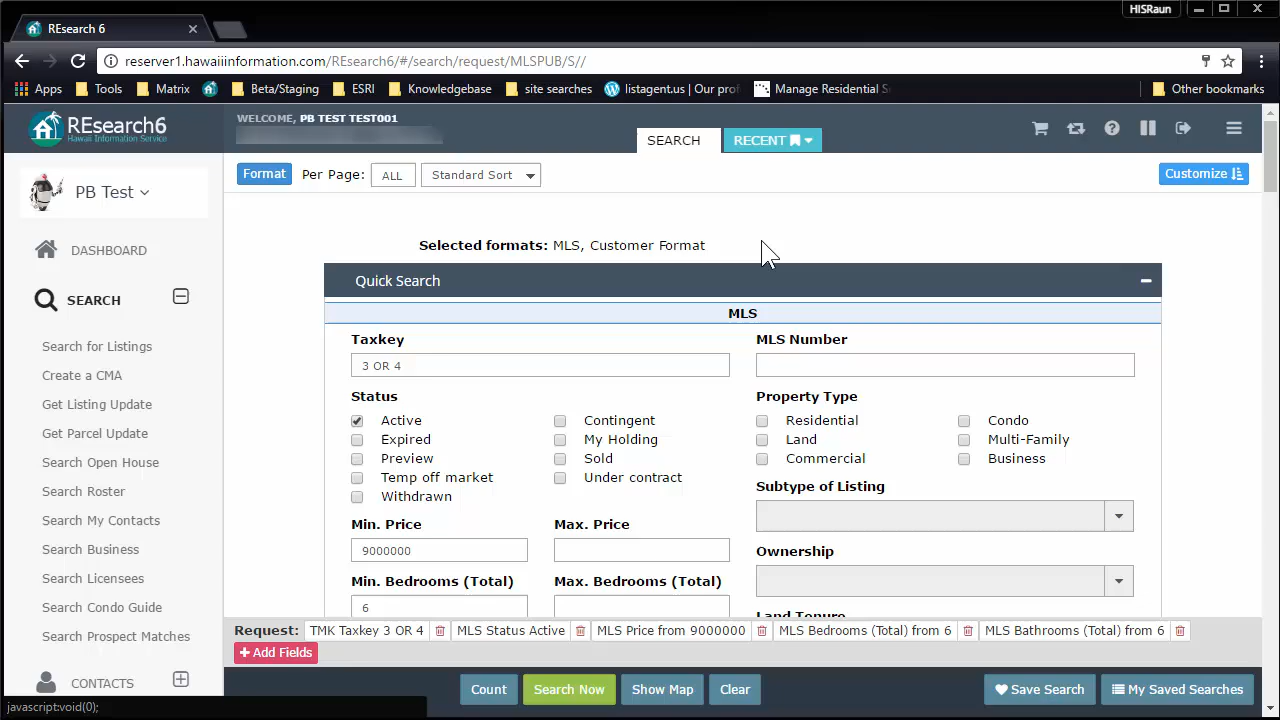 HISRaun
REsearch 6
reserver1.hawaiiinformation.com/REsearch6/#/search/request/MLSPUB/S//
Apps Tools Matrix Beta/Staging ESRI Knowledgebase site searches listagent.us | Our prof Manage Residential S Other bookmarks
REsearch6
Hawaii Information Service
WELCOME, PB TEST TEST001
SEARCH RECENT
PB Test
Format Per Page: ALL Standard Sort Customize
DASHBOARD
SEARCH
Search for Listings
Create a CMA
Get Listing Update
Get Parcel Update
Search Open House
Search Roster
Search My Contacts
Search Business
Search Licensees
Search Condo Guide
Search Prospect Matches
CONTACTS
Selected formats: MLS, Customer Format
Quick Search
MLS
Taxkey MLS Number
3 OR 4
Status Property Type
Active Contingent Residential Condo
Expired My Holding Land Multi-Family
Preview Sold Commercial Business
Temp off market Under contract
Withdrawn
Subtype of Listing
Min. Price Max. Price
9000000
Ownership
Min. Bedrooms (Total) Max. Bedrooms (Total)
6
Land Tenure
Request: TMK Taxkey 3 OR 4 MLS Status Active MLS Price from 9000000 MLS Bedrooms (Total) from 6 MLS Bathrooms (Total) from 6
+ Add Fields
Count Search Now Show Map Clear Save Search My Saved Searches
javascript:void(0);